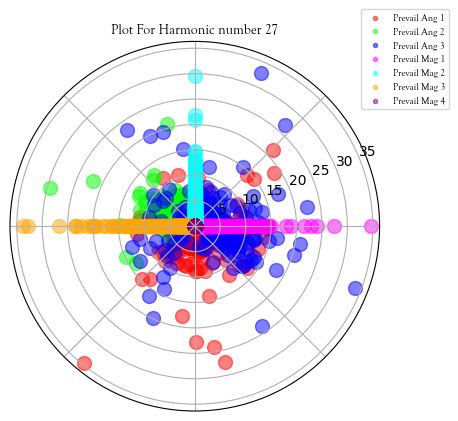 Plot For Harmonic number 27
Prevail Ang 1
Prevail Ang 2
Prevail Ang 3
Prevail Mag 1
Prevail Mag 2
Prevail Mag 3
Prevail Mag 4
5
10
15
20
25
30
35